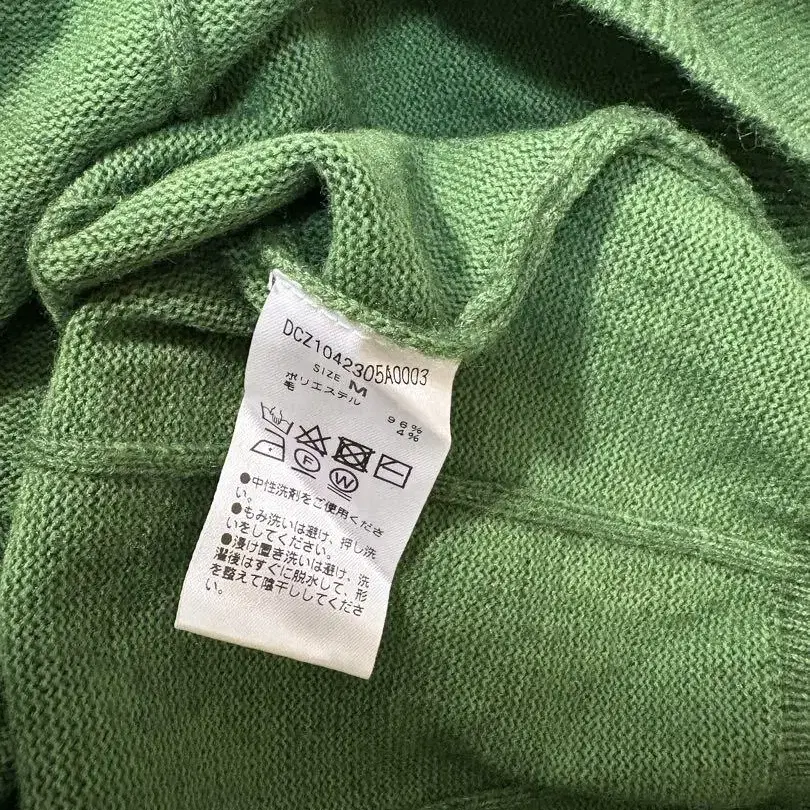 DCZ1042305A0003
SIZE M
ポリエステル 96%
毛 4%
F
W
●中性洗剤をご使用くださ
い。
●もみ洗いは避け、押し洗
いをしてください。
●浸け置き洗いは避け、洗
濯後はすぐに脱水して、形
を整えて陰干ししてくださ
い。